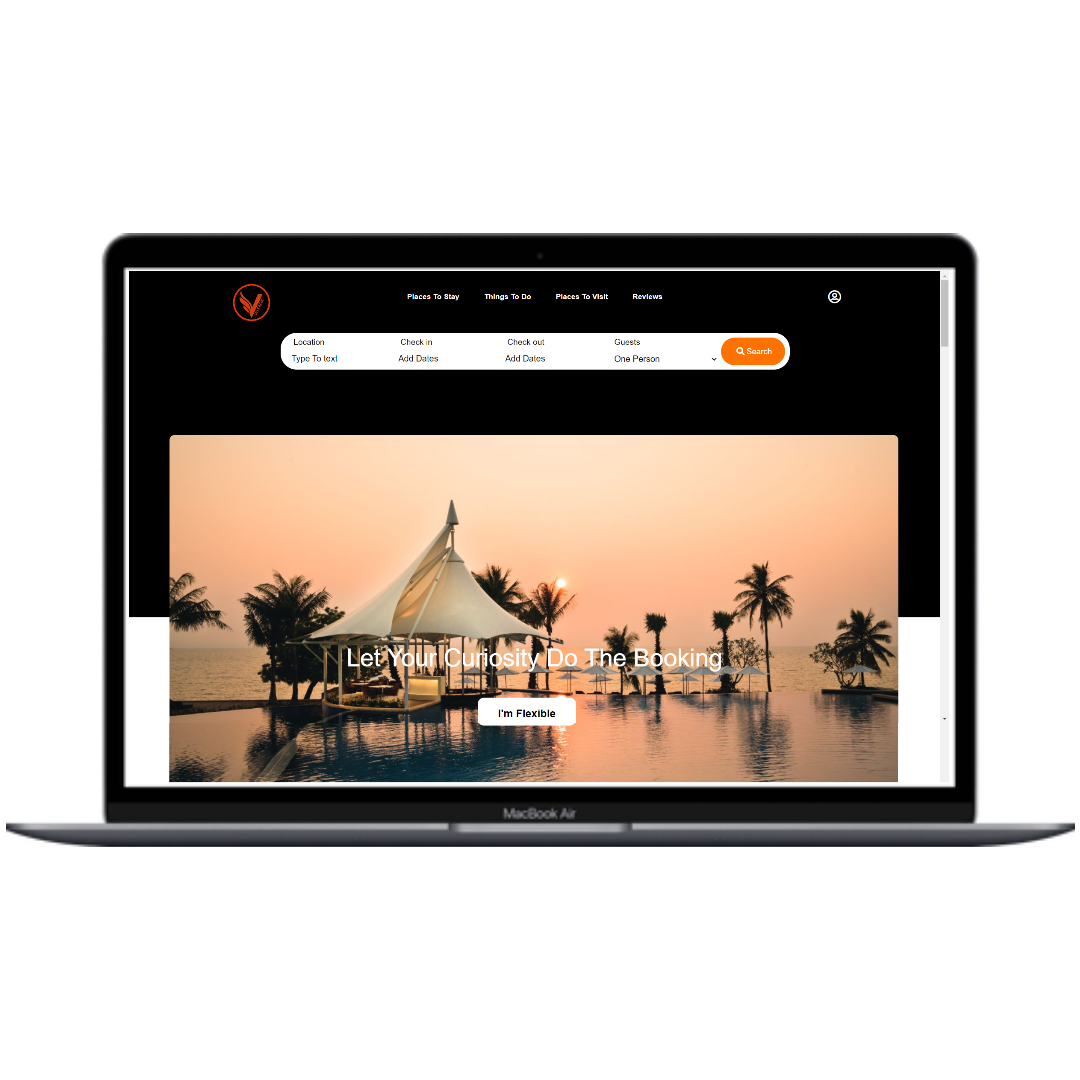 Places To Stay Things To Do Places To Visit Reviews
Location Check in Check out Guests
Type To text Add Dates Add Dates One Person Search
Let Your Curiosity Do The Booking
I'm Flexible
MacBook Air